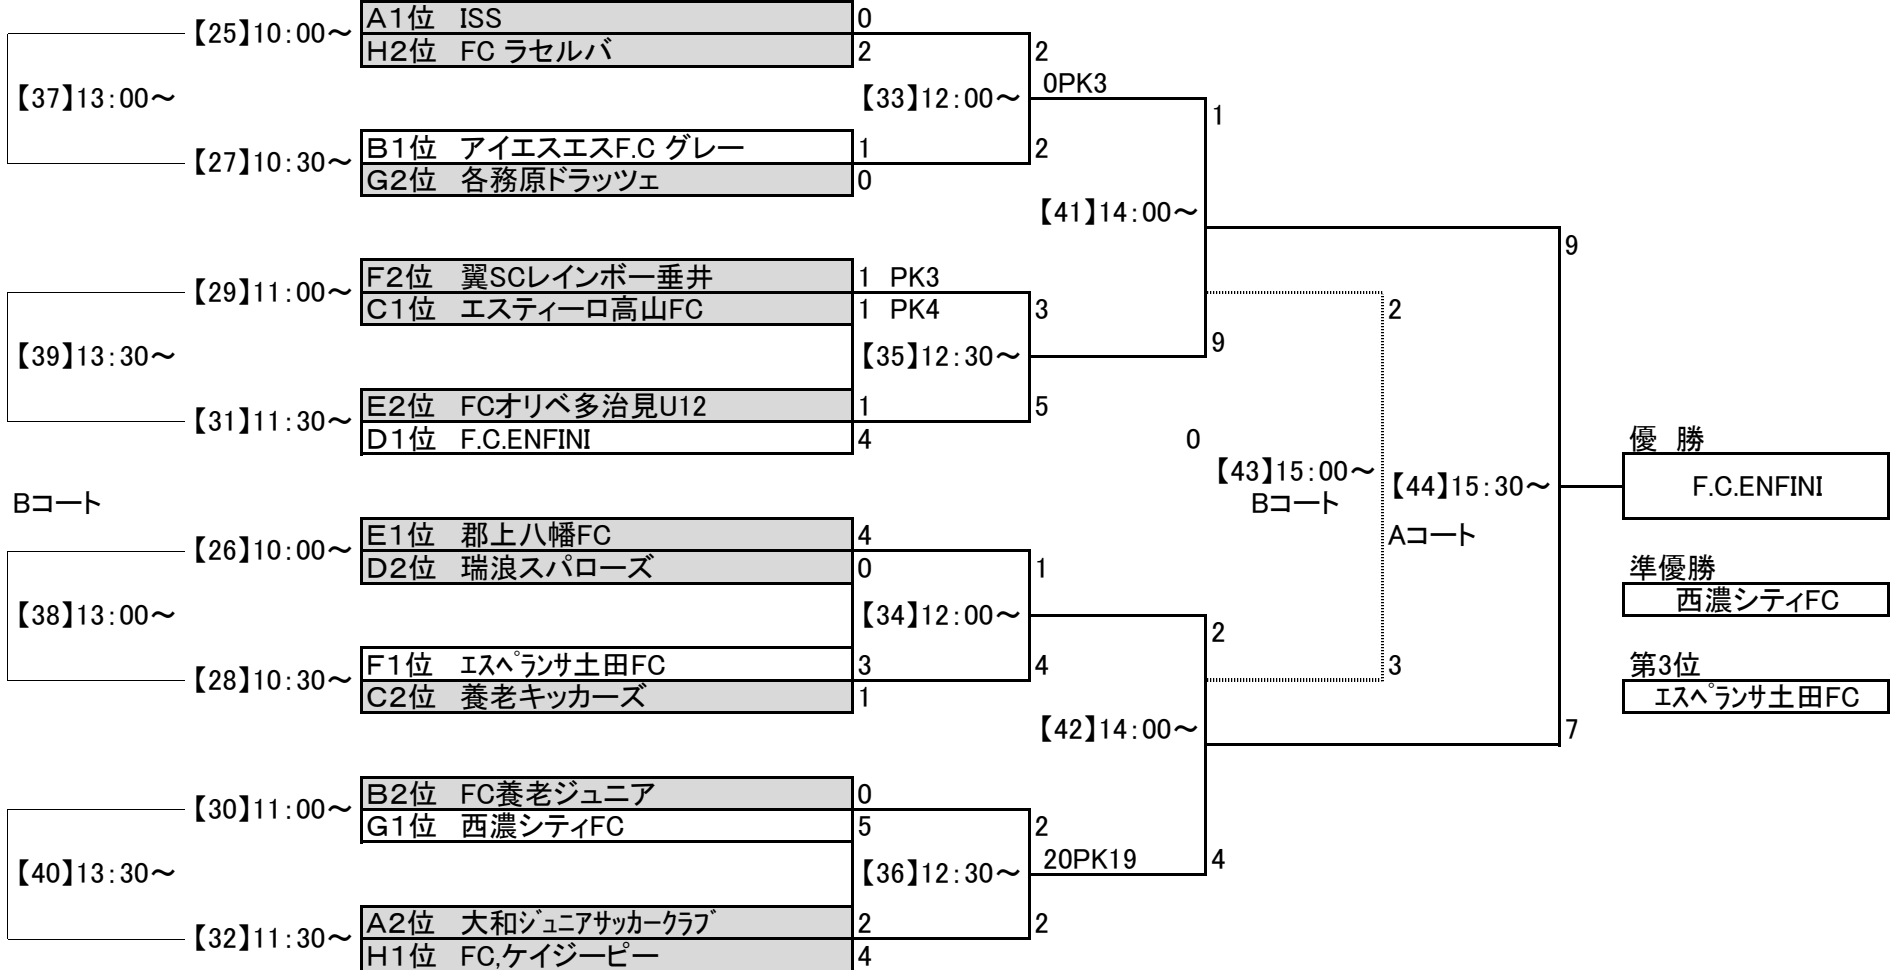 A1位 ISS 0
【25】10:00～
H2位 FC ラセルバ 2
2
0PK3
【37】13:00～
【33】12:00～
1
B1位 アイエスエスF.C グレー 1
2
【27】10:30～
G2位 各務原ドラッツェ 0
【41】14:00～
9
F2位 翼SCレインボー垂井 1 PK3
【29】11:00～
C1位 エスティーロ高山FC 1 PK4
3
2
9
【39】13:30～
【35】12:30～
E2位 FCオリベ多治見U12 1
5
【31】11:30～
D1位 F.C.ENFINI 4
0
優 勝
【43】15:00～
【44】15:30～
F.C.ENFINI
Bコート
Bコート
E1位 郡上八幡FC 4
Aコート
【26】10:00～
D2位 瑞浪スパローズ 0
1
準優勝
西濃シティFC
【38】13:00～
【34】12:00～
2
F1位 ｴｽﾍﾟﾗﾝｻ土田FC 3
4
3
第3位
【28】10:30～
C2位 養老キッカーズ 1
ｴｽﾍﾟﾗﾝｻ土田FC
【42】14:00～
7
B2位 FC養老ジュニア 0
【30】11:00～
G1位 西濃シティFC 5
2
20PK19
4
【40】13:30～
【36】12:30～
A2位 大和ｼﾞｭﾆｱｻｯｶｰｸﾗﾌﾞ 2
2
【32】11:30～
H1位 FC,ケイジーピー 4